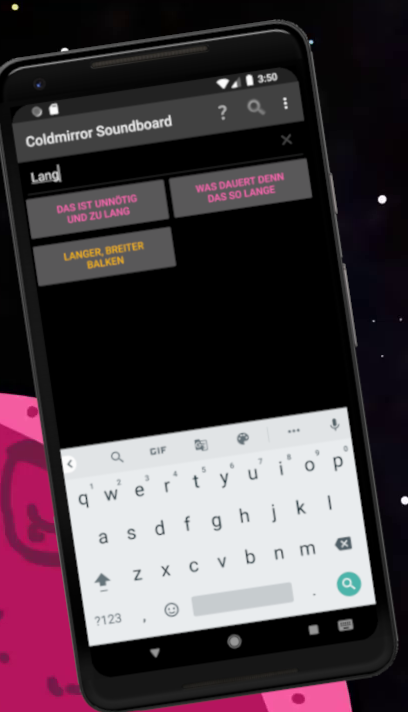 3:50
Coldmirror Soundboard
?
Lang
DAS IST UNNÖTIG
UND ZU LANG
WAS DAUERT DENN
DAS SO LANGE
LANGER, BREITER
BALKEN
GIF
1 2 3 4 5 6 7 8 9 0
q w e r t y u i o p
a s d f g h j k l
z x c v b n m
?123 , .